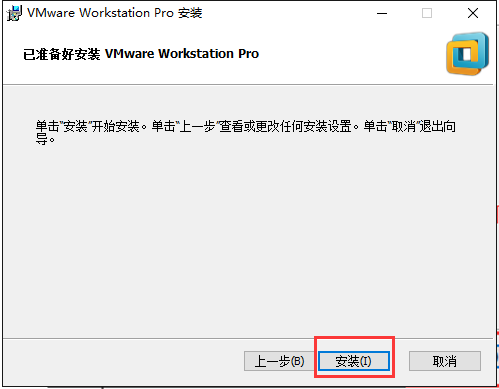 VMware Workstation Pro 安装
已准备好安装 VMware Workstation Pro
单击“安装”开始安装。单击“上一步”查看或更改任何安装设置。单击“取消”退出向
导。
上一步(B)
安装(I)
取消